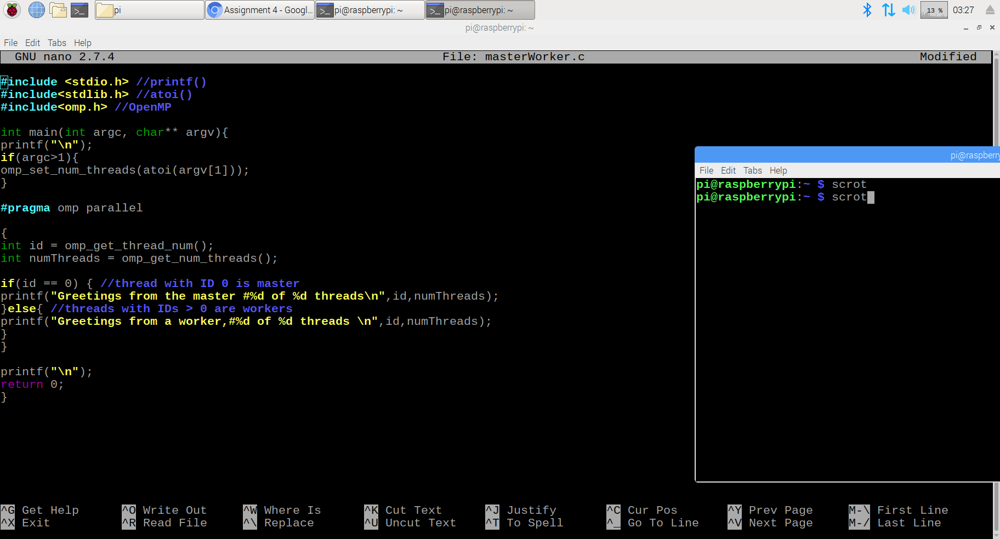 pi
Assignment 4 - Googl...
pi@raspberrypi: ~
pi@raspberrypi: ~
13 %
03:27
pi@raspberrypi: ~
File Edit Tabs Help
GNU nano 2.7.4 File: masterWorker.c Modified
#include <stdio.h> //printf()
#include<stdlib.h> //atoi()
#include<omp.h> //OpenMP
int main(int argc, char** argv){
printf("\n");
if(argc>1){
omp_set_num_threads(atoi(argv[1]));
}
#pragma omp parallel
{
int id = omp_get_thread_num();
int numThreads = omp_get_num_threads();
if(id == 0) { //thread with ID 0 is master
printf("Greetings from the master #%d of %d threads\n",id,numThreads);
}else{ //threads with IDs > 0 are workers
printf("Greetings from a worker,#%d of %d threads \n",id,numThreads);
}
}
printf("\n");
return 0;
}
pi@raspberry
File Edit Tabs Help
pi@raspberrypi:~ $ scrot
pi@raspberrypi:~ $ scrot
^G Get Help ^O Write Out ^W Where Is ^K Cut Text ^J Justify ^C Cur Pos ^Y Prev Page M-\ First Line
^X Exit ^R Read File ^\ Replace ^U Uncut Text ^T To Spell ^_ Go To Line ^V Next Page M-/ Last Line